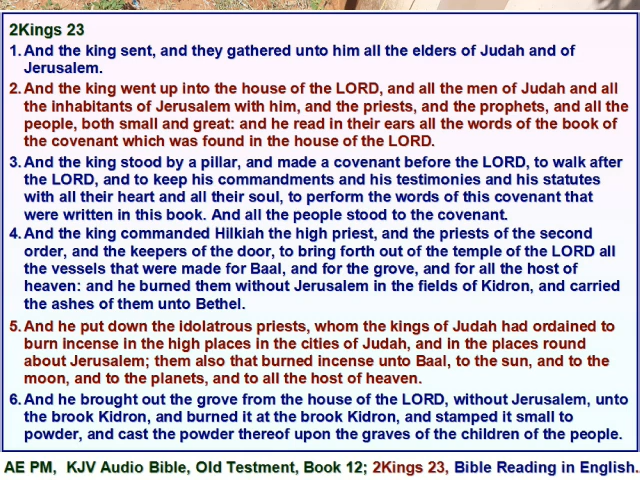 2Kings 23
1. And the king sent, and they gathered unto him all the elders of Judah and of
Jerusalem.
2. And the king went up into the house of the LORD, and all the men of Judah and all
the inhabitants of Jerusalem with him, and the priests, and the prophets, and all the
people, both small and great: and he read in their ears all the words of the book of
the covenant which was found in the house of the LORD.
3. And the king stood by a pillar, and made a covenant before the LORD, to walk after
the LORD, and to keep his commandments and his testimonies and his statutes
with all their heart and all their soul, to perform the words of this covenant that
were written in this book. And all the people stood to the covenant.
4. And the king commanded Hilkiah the high priest, and the priests of the second
order, and the keepers of the door, to bring forth out of the temple of the LORD all
the vessels that were made for Baal, and for the grove, and for all the host of
heaven: and he burned them without Jerusalem in the fields of Kidron, and carried
the ashes of them unto Bethel.
5. And he put down the idolatrous priests, whom the kings of Judah had ordained to
burn incense in the high places in the cities of Judah, and in the places round
about Jerusalem; them also that burned incense unto Baal, to the sun, and to the
moon, and to the planets, and to all the host of heaven.
6. And he brought out the grove from the house of the LORD, without Jerusalem, unto
the brook Kidron, and burned it at the brook Kidron, and stamped it small to
powder, and cast the powder thereof upon the graves of the children of the people.
AE PM, KJV Audio Bible, Old Testment, Book 12; 2Kings 23, Bible Reading in English.